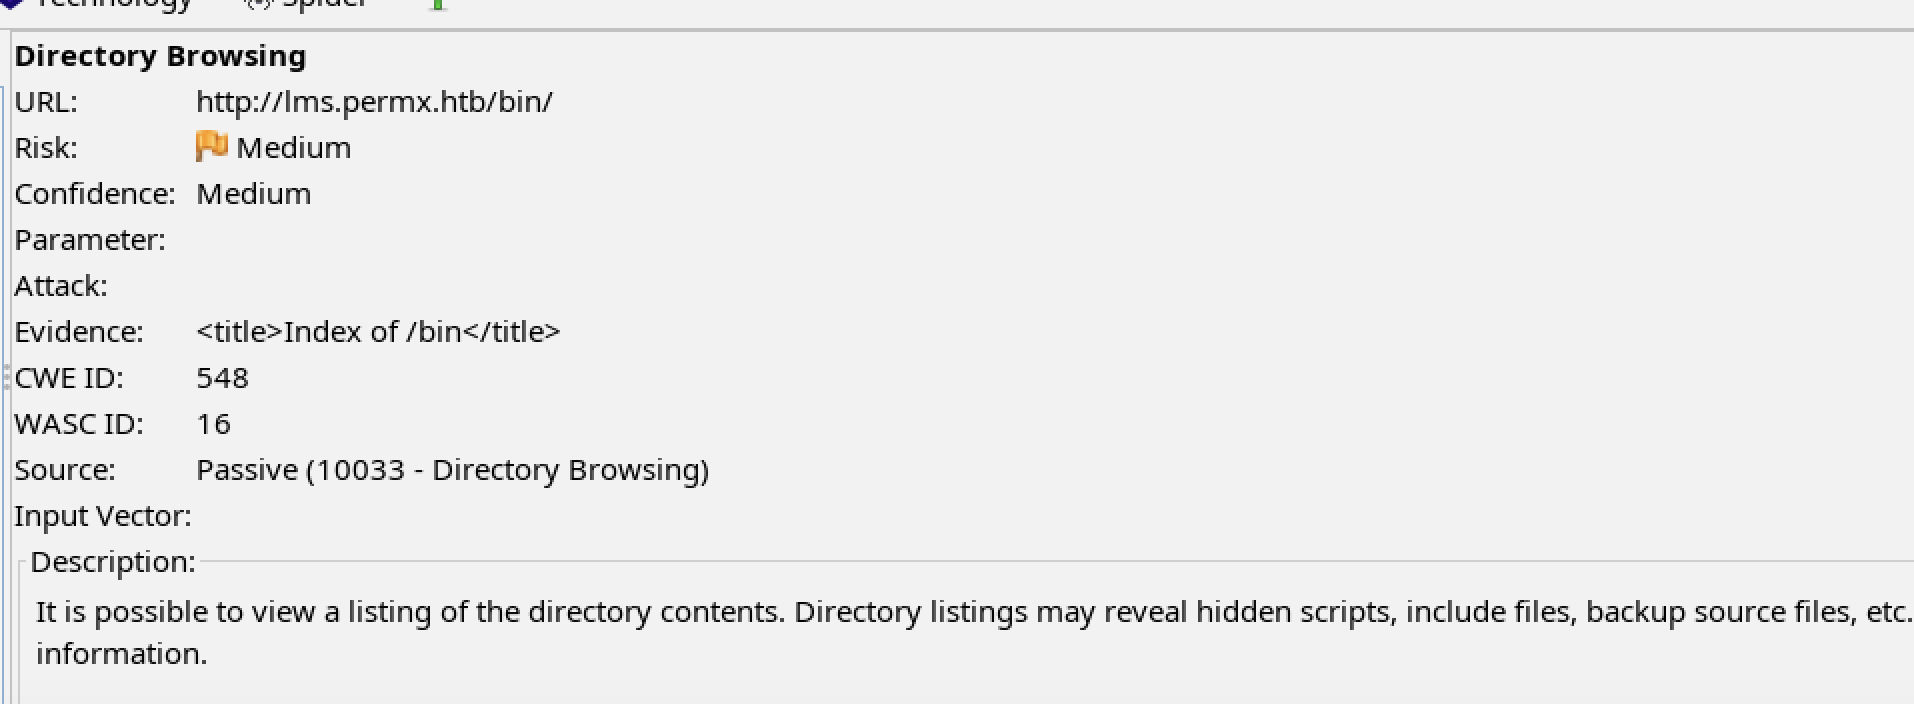 Technology Spider
Directory Browsing
URL: http://lms.permx.htb/bin/
Risk: Medium
Confidence: Medium
Parameter:
Attack:
Evidence: <title>Index of /bin</title>
CWE ID: 548
WASC ID: 16
Source: Passive (10033 - Directory Browsing)
Input Vector:
Description:
It is possible to view a listing of the directory contents. Directory listings may reveal hidden scripts, include files, backup source files, etc.
information.